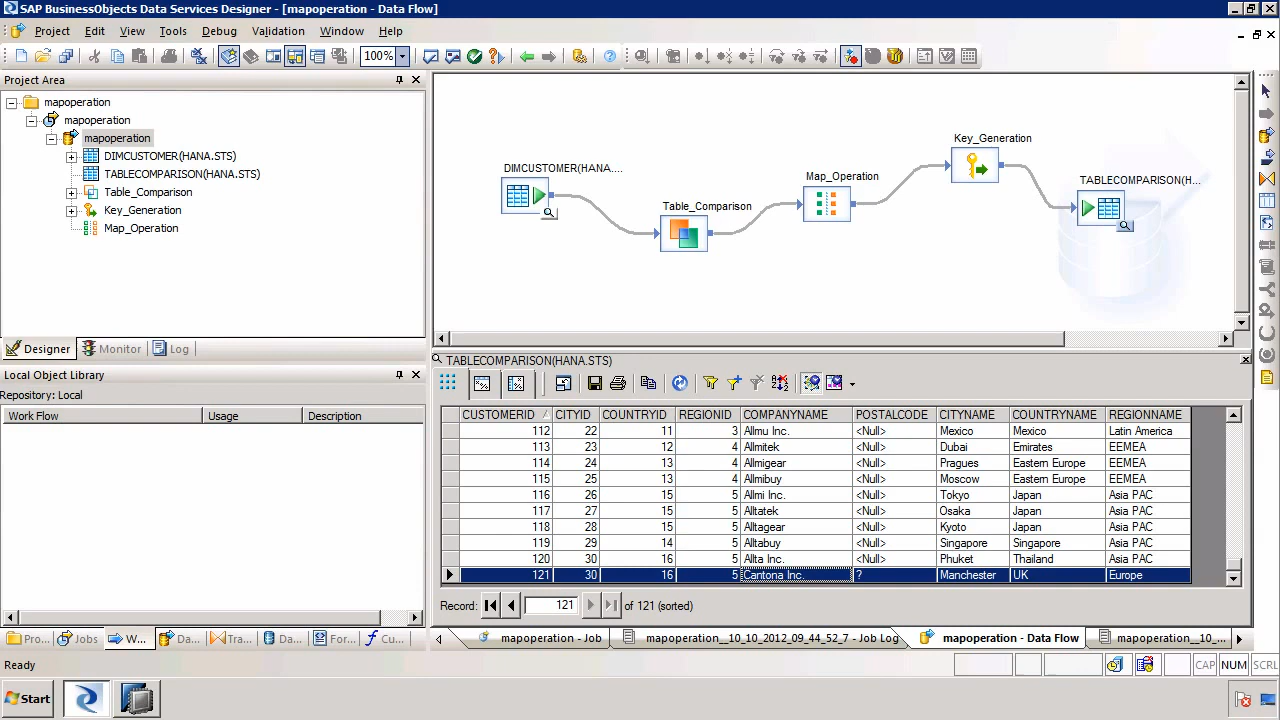 SAP BusinessObjects Data Services Designer - [mapoperation - Data Flow]
Project Edit View Tools Debug Validation Window Help
100%
Project Area
mapoperation
mapoperation
mapoperation
DIMCUSTOMER(HANA.STS)
TABLECOMPARISON(HANA.STS)
Table_Comparison
Key_Generation
Map_Operation
Designer Monitor Log
Local Object Library
Repository: Local
Work Flow Usage Description
Pro... Jobs W... Da... Tra... Da... For... Cu...
DIMCUSTOMER(HANA....
Table_Comparison
Map_Operation
Key_Generation
TABLECOMPARISON(H...
TABLECOMPARISON(HANA.STS)
CUSTOMERID CITYID COUNTRYID REGIONID COMPANYNAME POSTALCODE CITYNAME COUNTRYNAME REGIONNAME
112 22 11 3 Allmu Inc. <Null> Mexico Mexico Latin America
113 23 12 4 Allmitek <Null> Dubai Emirates EEMEA
114 24 13 4 Allmigear <Null> Pragues Eastern Europe EEMEA
115 25 13 4 Allmibuy <Null> Moscow Eastern Europe EEMEA
116 26 15 5 Allmi Inc. <Null> Tokyo Japan Asia PAC
117 27 15 5 Alltatek <Null> Osaka Japan Asia PAC
118 28 15 5 Alltagear <Null> Kyoto Japan Asia PAC
119 29 14 5 Alltabuy <Null> Singapore Singapore Asia PAC
120 30 16 5 Allta Inc. <Null> Phuket Thailand Asia PAC
121 30 16 5 Cantona Inc. ? Manchester UK Europe
Record: 121 of 121 (sorted)
mapoperation - Job mapoperation__10_10_2012_09_44_52_7 - Job Log mapoperation - Data Flow mapoperation__10_...
Ready CAP NUM SCRL
Start